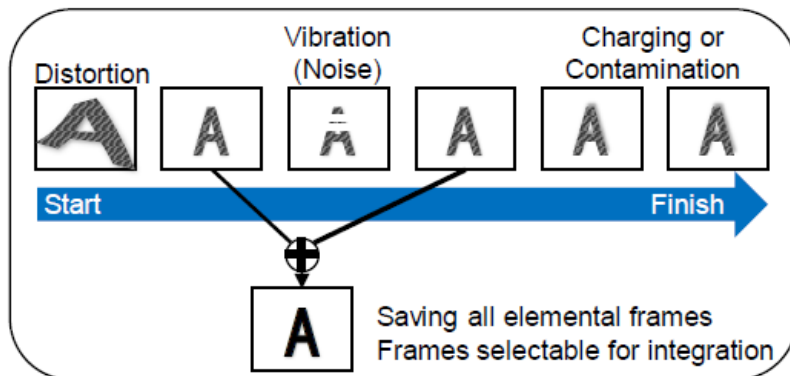 Vibration
(Noise)
Charging or
Contamination
Distortion
A
A
A
A
A
A
Start
Finish
A
Saving all elemental frames
Frames selectable for integration